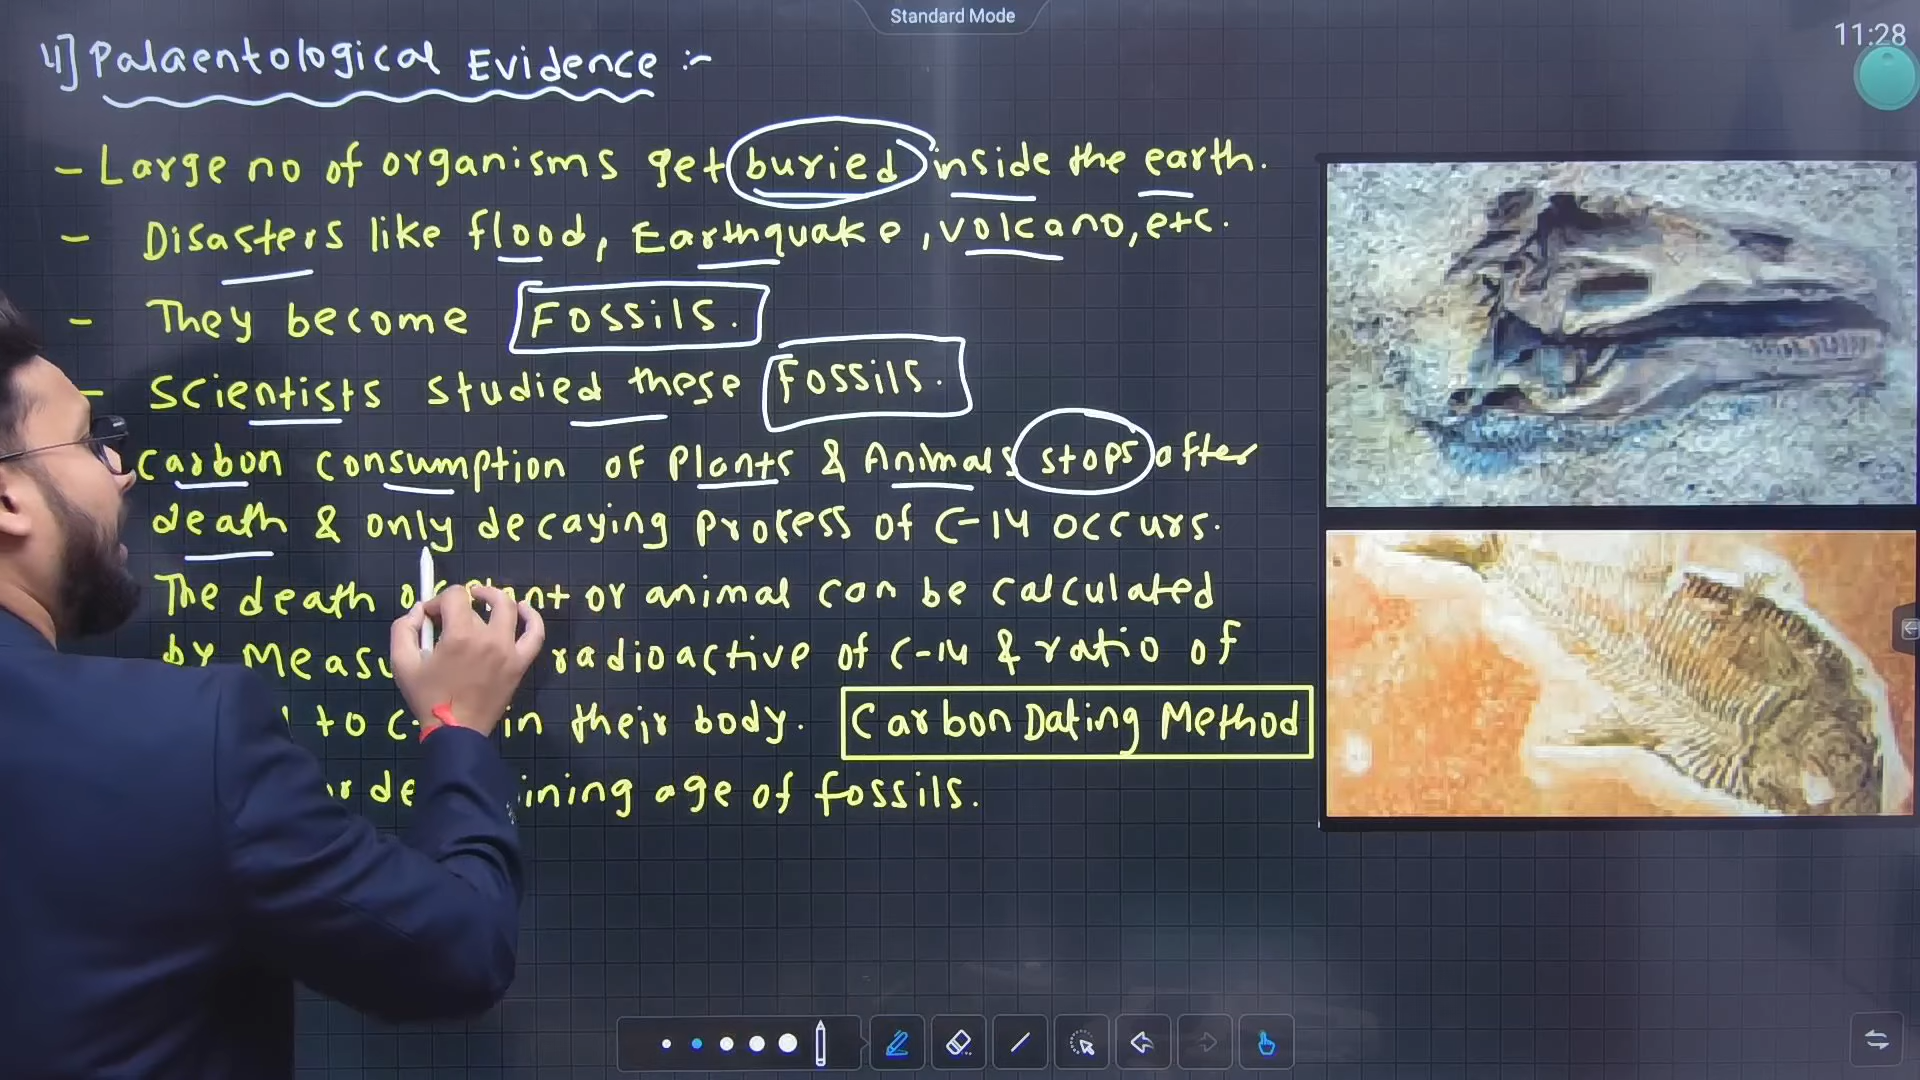 Standard Mode
11:28
4] Palaentological Evidence :-
- Large no of organisms get buried inside the earth.
- Disasters like flood, Earthquake, volcano, etc.
- They become Fossils.
- Scientists studied these Fossils.
Carbon Consumption of Plants & Animals stops after
death & only decaying process of C-14 occurs.
The death or animal can be calculated
by radioactive of C-14 & ratio of
to in their body. Carbon Dating Method
age of fossils.